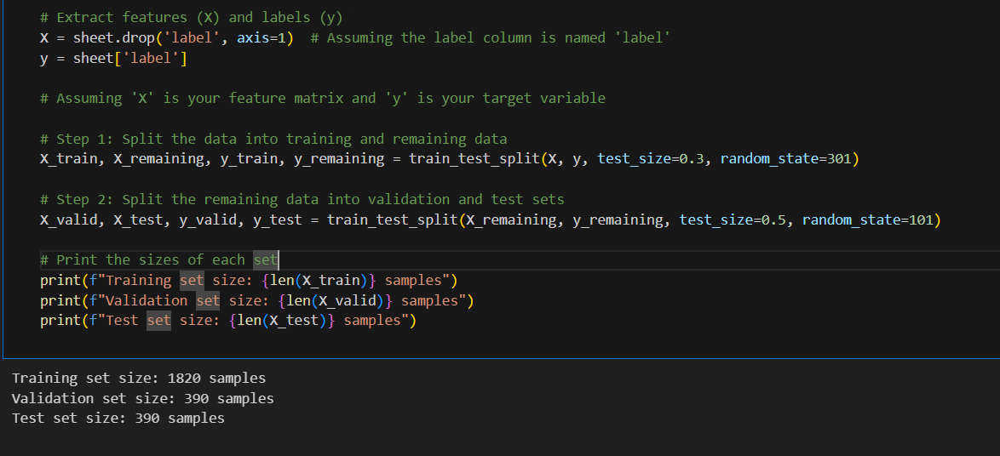 # Extract features (X) and labels (y)
X = sheet.drop('label', axis=1)  # Assuming the label column is named 'label'
y = sheet['label']
# Assuming 'X' is your feature matrix and 'y' is your target variable
# Step 1: Split the data into training and remaining data
X_train, X_remaining, y_train, y_remaining = train_test_split(X, y, test_size=0.3, random_state=301)
# Step 2: Split the remaining data into validation and test sets
X_valid, X_test, y_valid, y_test = train_test_split(X_remaining, y_remaining, test_size=0.5, random_state=101)
# Print the sizes of each set
print(f"Training set size: {len(X_train)} samples")
print(f"Validation set size: {len(X_valid)} samples")
print(f"Test set size: {len(X_test)} samples")
Training set size: 1820 samples
Validation set size: 390 samples
Test set size: 390 samples